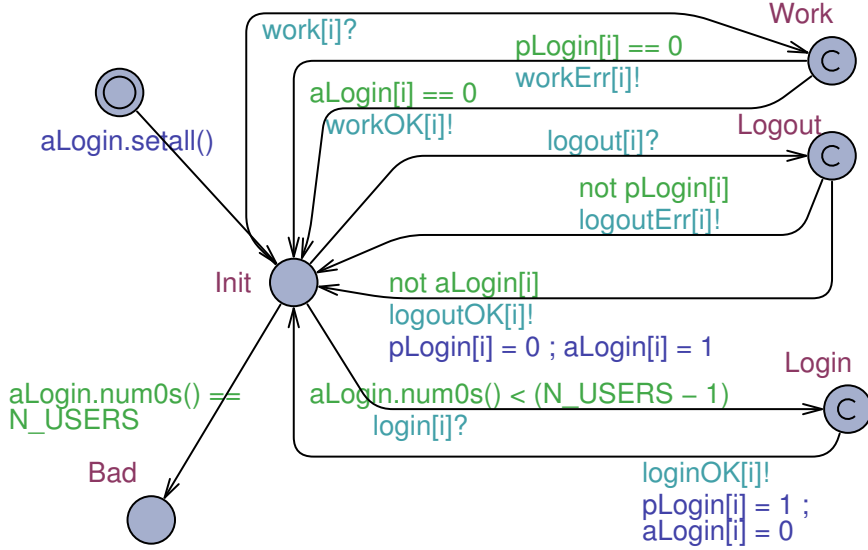 Work
work[i]?
pLogin[i] == 0
workErr[i]!
aLogin[i] == 0
workOK[i]!
aLogin.setall()
Logout
logout[i]?
not pLogin[i]
logoutErr[i]!
Init
not aLogin[i]
logoutOK[i]!
pLogin[i] = 0 ; aLogin[i] = 1
Login
aLogin.num0s() ==
N_USERS
aLogin.num0s() < (N_USERS − 1)
login[i]?
Bad
loginOK[i]!
pLogin[i] = 1 ;
aLogin[i] = 0
C
C
C